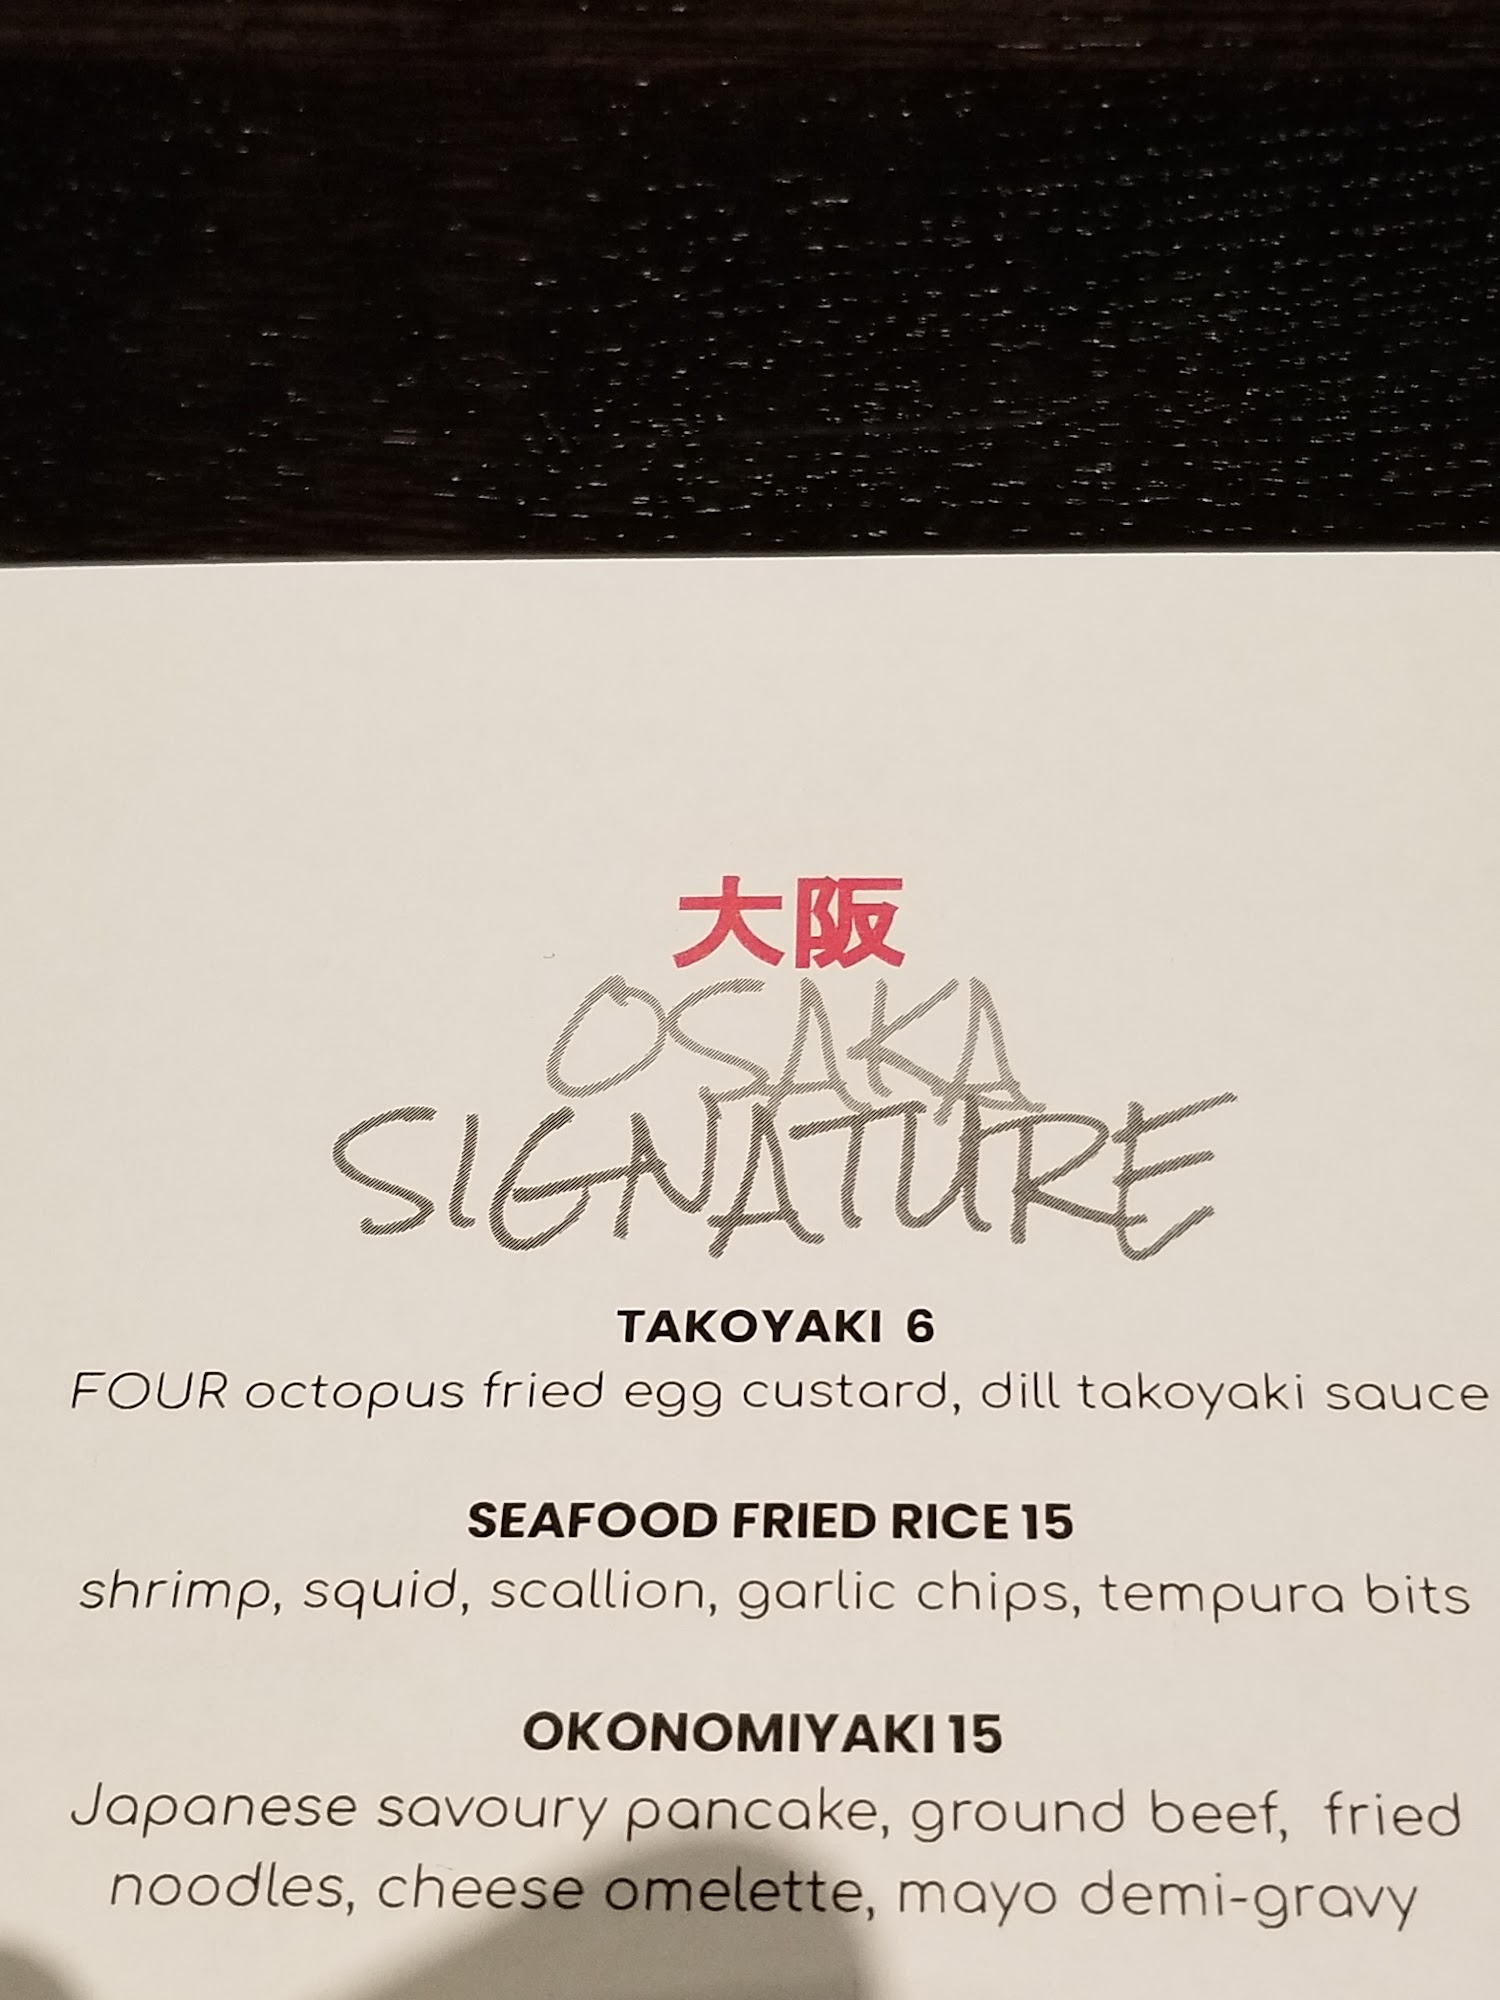 大阪
OSAKA
SIGNATURE
TAKOYAKI 6
FOUR octopus fried egg custard, dill takoyaki sauce
SEAFOOD FRIED RICE 15
shrimp, squid, scallion, garlic chips, tempura bits
OKONOMIYAKI 15
Japanese savoury pancake, ground beef, fried
noodles, cheese omelette, mayo demi-gravy